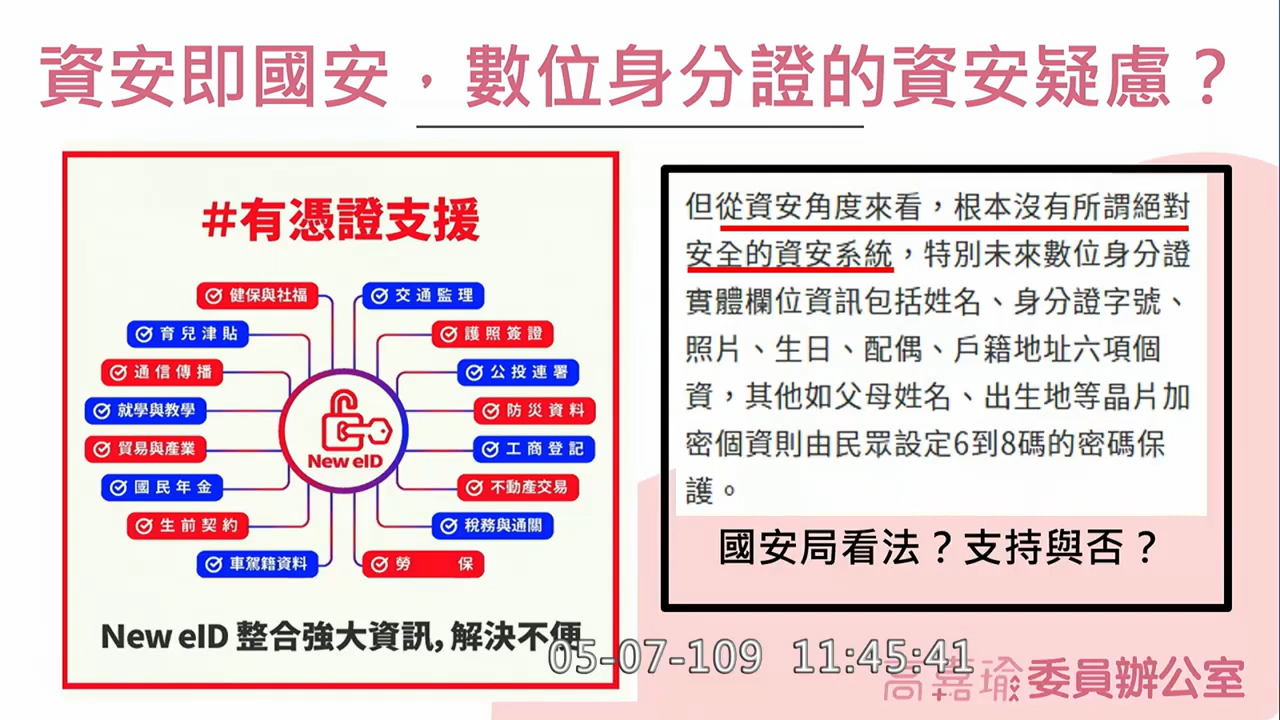 資安即國安，數位身分證的資安疑慮？
#有憑證支援
健保與社福
交通監理
育兒津貼
護照簽證
通信傳播
公投連署
就學與教學
防災資料
貿易與產業
工商登記
國民年金
不動產交易
生前契約
稅務與通關
車駕籍資料
勞 保
New eID
New eID 整合強大資訊,解決不便
但從資安角度來看，根本沒有所謂絕對
安全的資安系統，特別未來數位身分證
實體欄位資訊包括姓名、身分證字號、
照片、生日、配偶、戶籍地址六項個
資，其他如父母姓名、出生地等晶片加
密個資則由民眾設定6到8碼的密碼保
護。
國安局看法？支持與否？
05-07-109 11:45:41
高嘉瑜委員辦公室